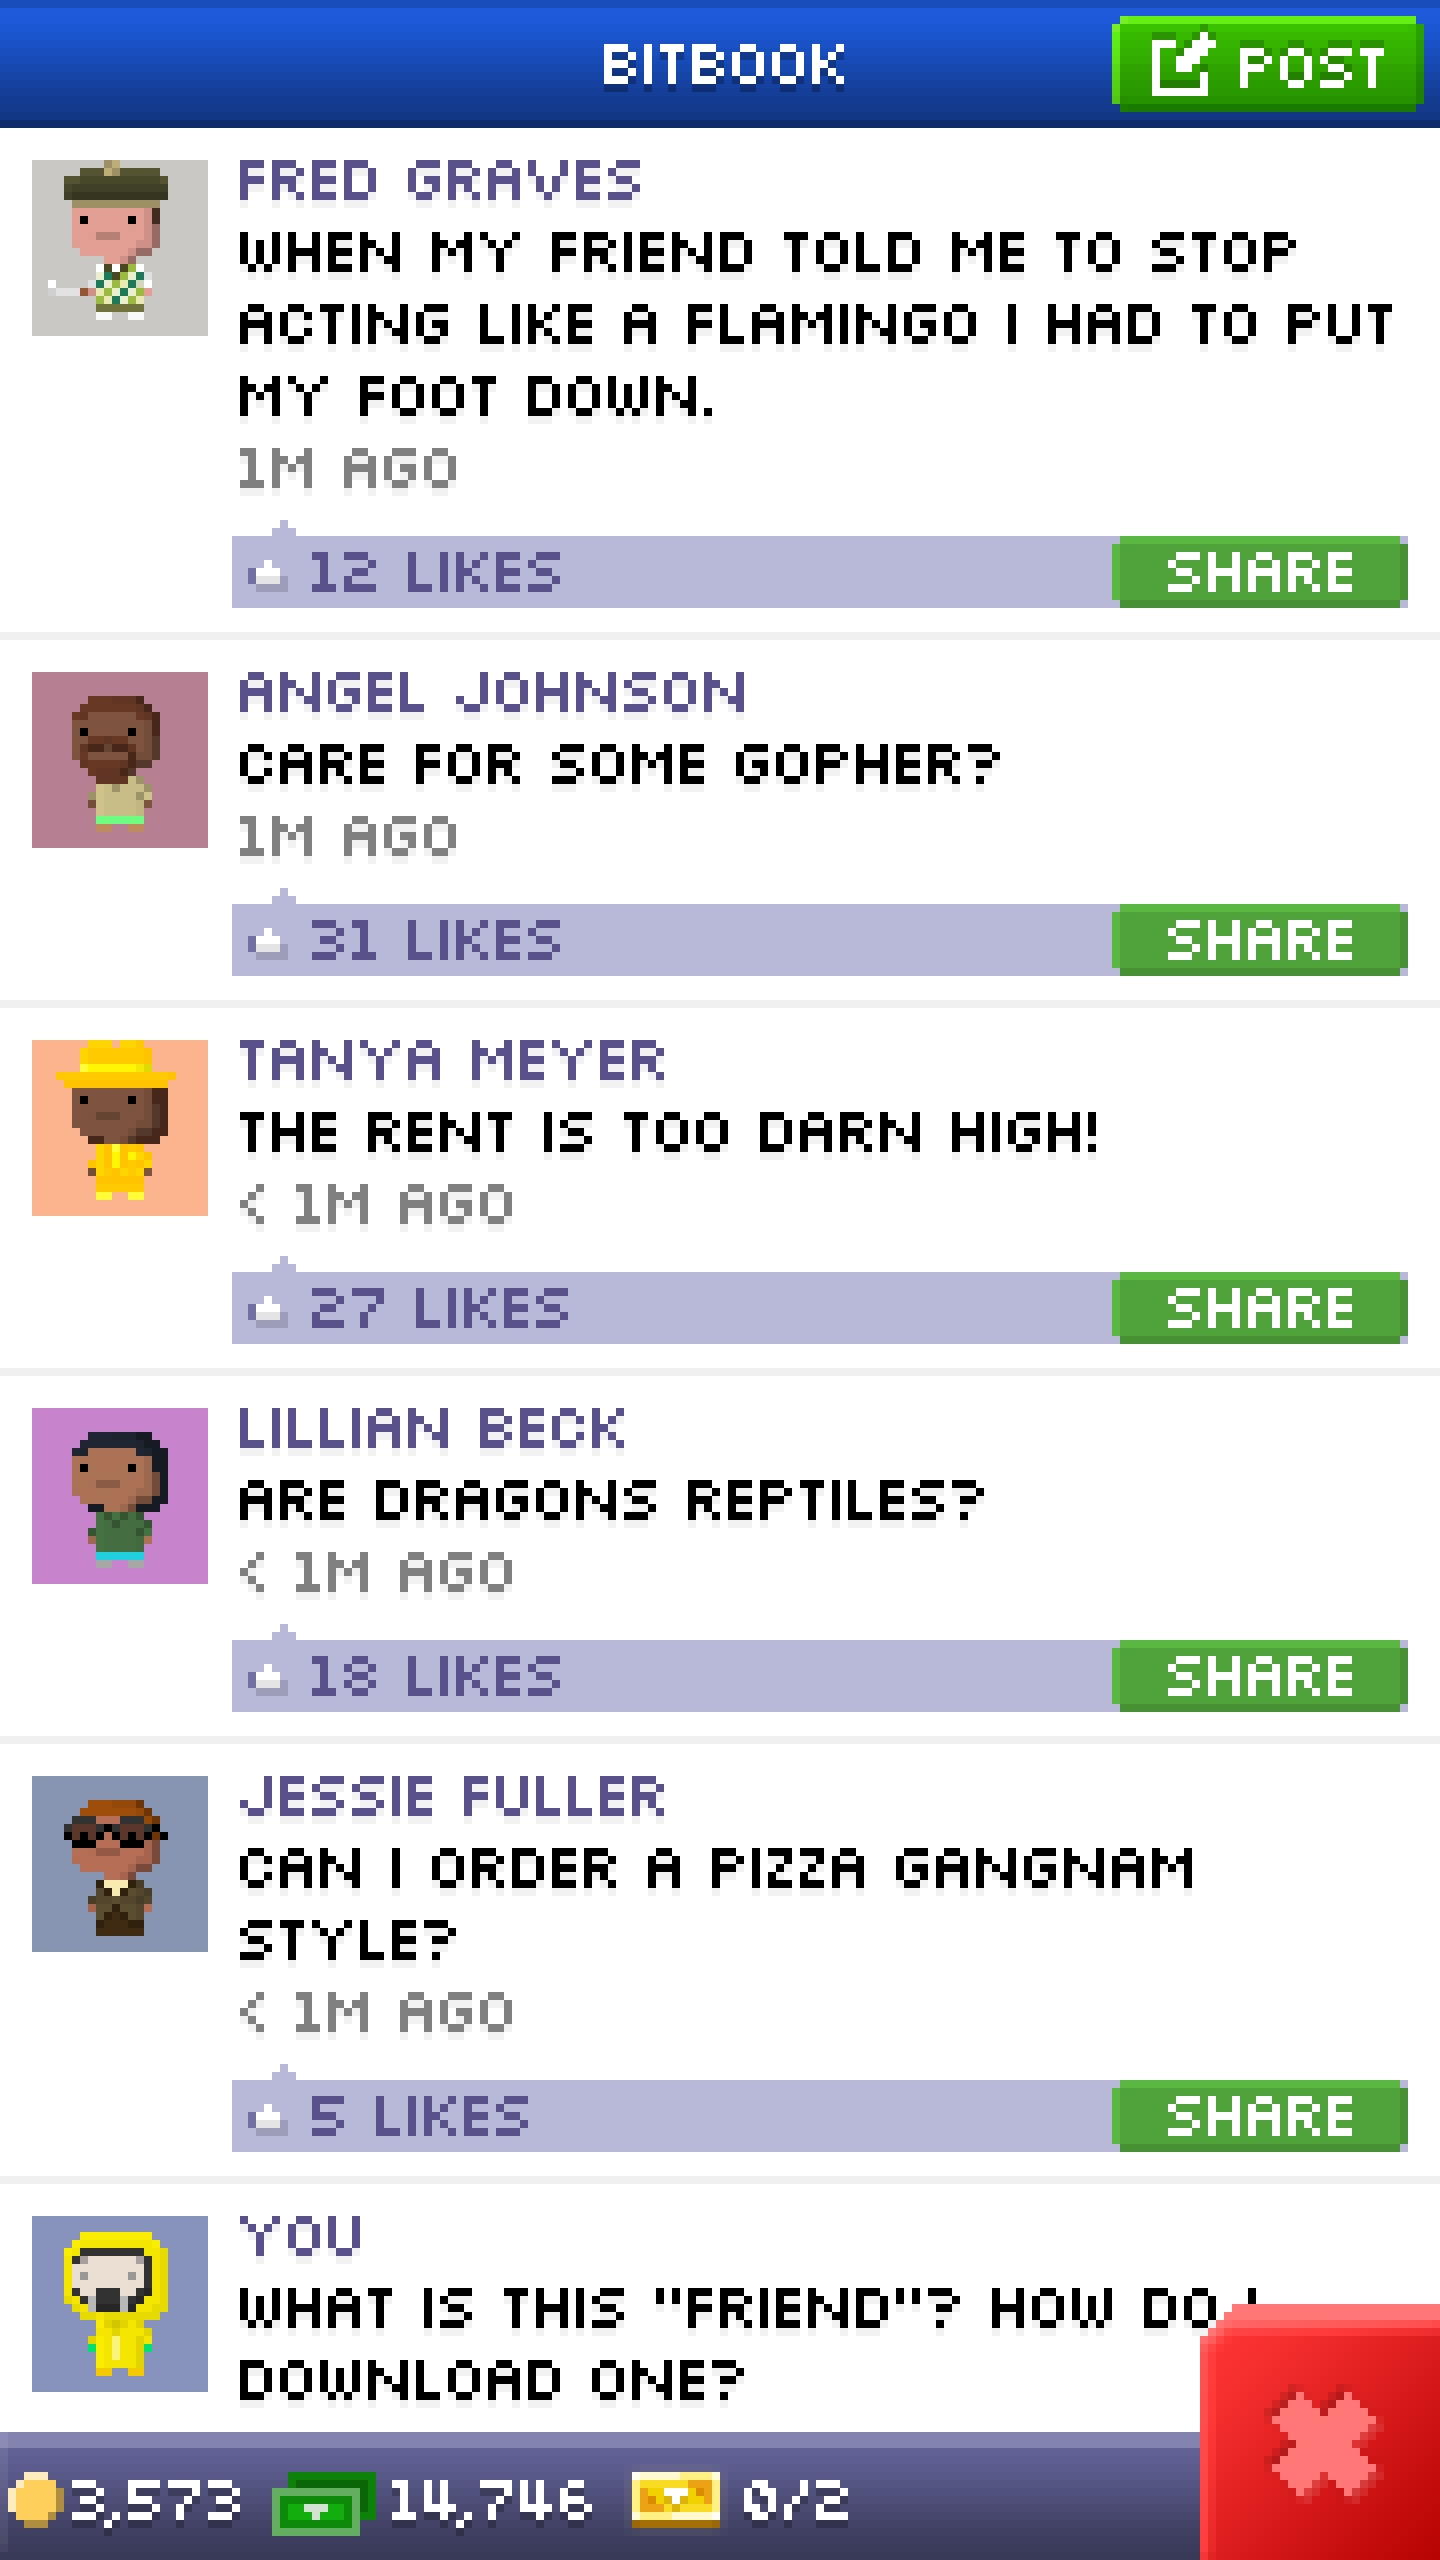 BITBOOK
POST
FRED GRAVES
WHEN MY FRIEND TOLD ME TO STOP
ACTING LIKE A FLAMINGO I HAD TO PUT
MY FOOT DOWN.
1M AGO
12 LIKES
SHARE
ANGEL JOHNSON
CARE FOR SOME GOPHER?
1M AGO
31 LIKES
SHARE
TANYA MEYER
THE RENT IS TOO DARN HIGH!
< 1M AGO
27 LIKES
SHARE
LILLIAN BECK
ARE DRAGONS REPTILES?
< 1M AGO
18 LIKES
SHARE
JESSIE FULLER
CAN I ORDER A PIZZA GANGNAM
STYLE?
< 1M AGO
5 LIKES
SHARE
YOU
WHAT IS THIS "FRIEND"? HOW DO I
DOWNLOAD ONE?
3,573
14,746
0/2